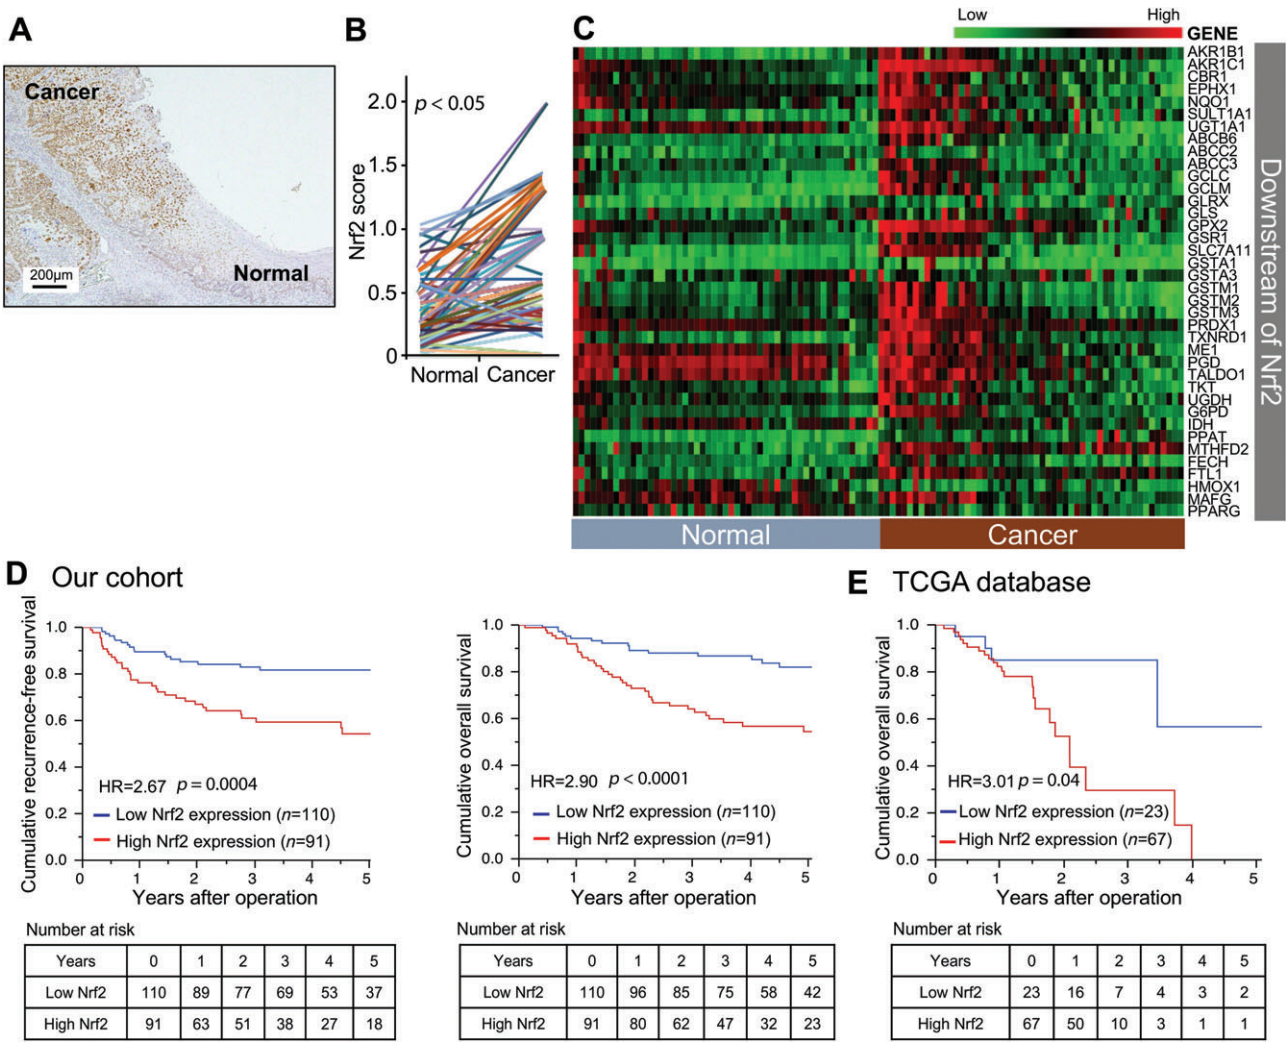 A
Cancer
Normal
200μm
B
p < 0.05
Nrf2 score
2.0
1.5
1.0
0.5
0
Normal Cancer
C
Low High
GENE
AKR1B1
AKR1C1
CBR1
EPHX1
NQO1
SULT1A1
UGT1A1
ABCB6
ABCC2
ABCC3
GCLC
GCLM
GLRX
GLS
GPX2
GSR1
SLC7A11
GSTA1
GSTA3
GSTM1
GSTM2
GSTM3
PRDX1
TXNRD1
ME1
PGD
TALDO1
TKT
UGDH
G6PD
IDH
PPAT
MTHFD2
FECH
FTL1
HMOX1
MAFG
PPARG
Downstream of Nrf2
Normal Cancer
D Our cohort
Cumulative recurrence-free survival
1.0
0.8
0.6
0.4
0.2
0.0
HR=2.67 p = 0.0004
Low Nrf2 expression (n=110)
High Nrf2 expression (n=91)
0 1 2 3 4 5
Years after operation
Number at risk
Years 0 1 2 3 4 5
Low Nrf2 110 89 77 69 53 37
High Nrf2 91 63 51 38 27 18
Cumulative overall survival
1.0
0.8
0.6
0.4
0.2
0.0
HR=2.90 p < 0.0001
Low Nrf2 expression (n=110)
High Nrf2 expression (n=91)
0 1 2 3 4 5
Years after operation
Number at risk
Years 0 1 2 3 4 5
Low Nrf2 110 96 85 75 58 42
High Nrf2 91 80 62 47 32 23
E TCGA database
Cumulative overall survival
1.0
0.8
0.6
0.4
0.2
0.0
HR=3.01 p = 0.04
Low Nrf2 expression (n=23)
High Nrf2 expression (n=67)
0 1 2 3 4 5
Years after operation
Number at risk
Years 0 1 2 3 4 5
Low Nrf2 23 16 7 4 3 2
High Nrf2 67 50 10 3 1 1